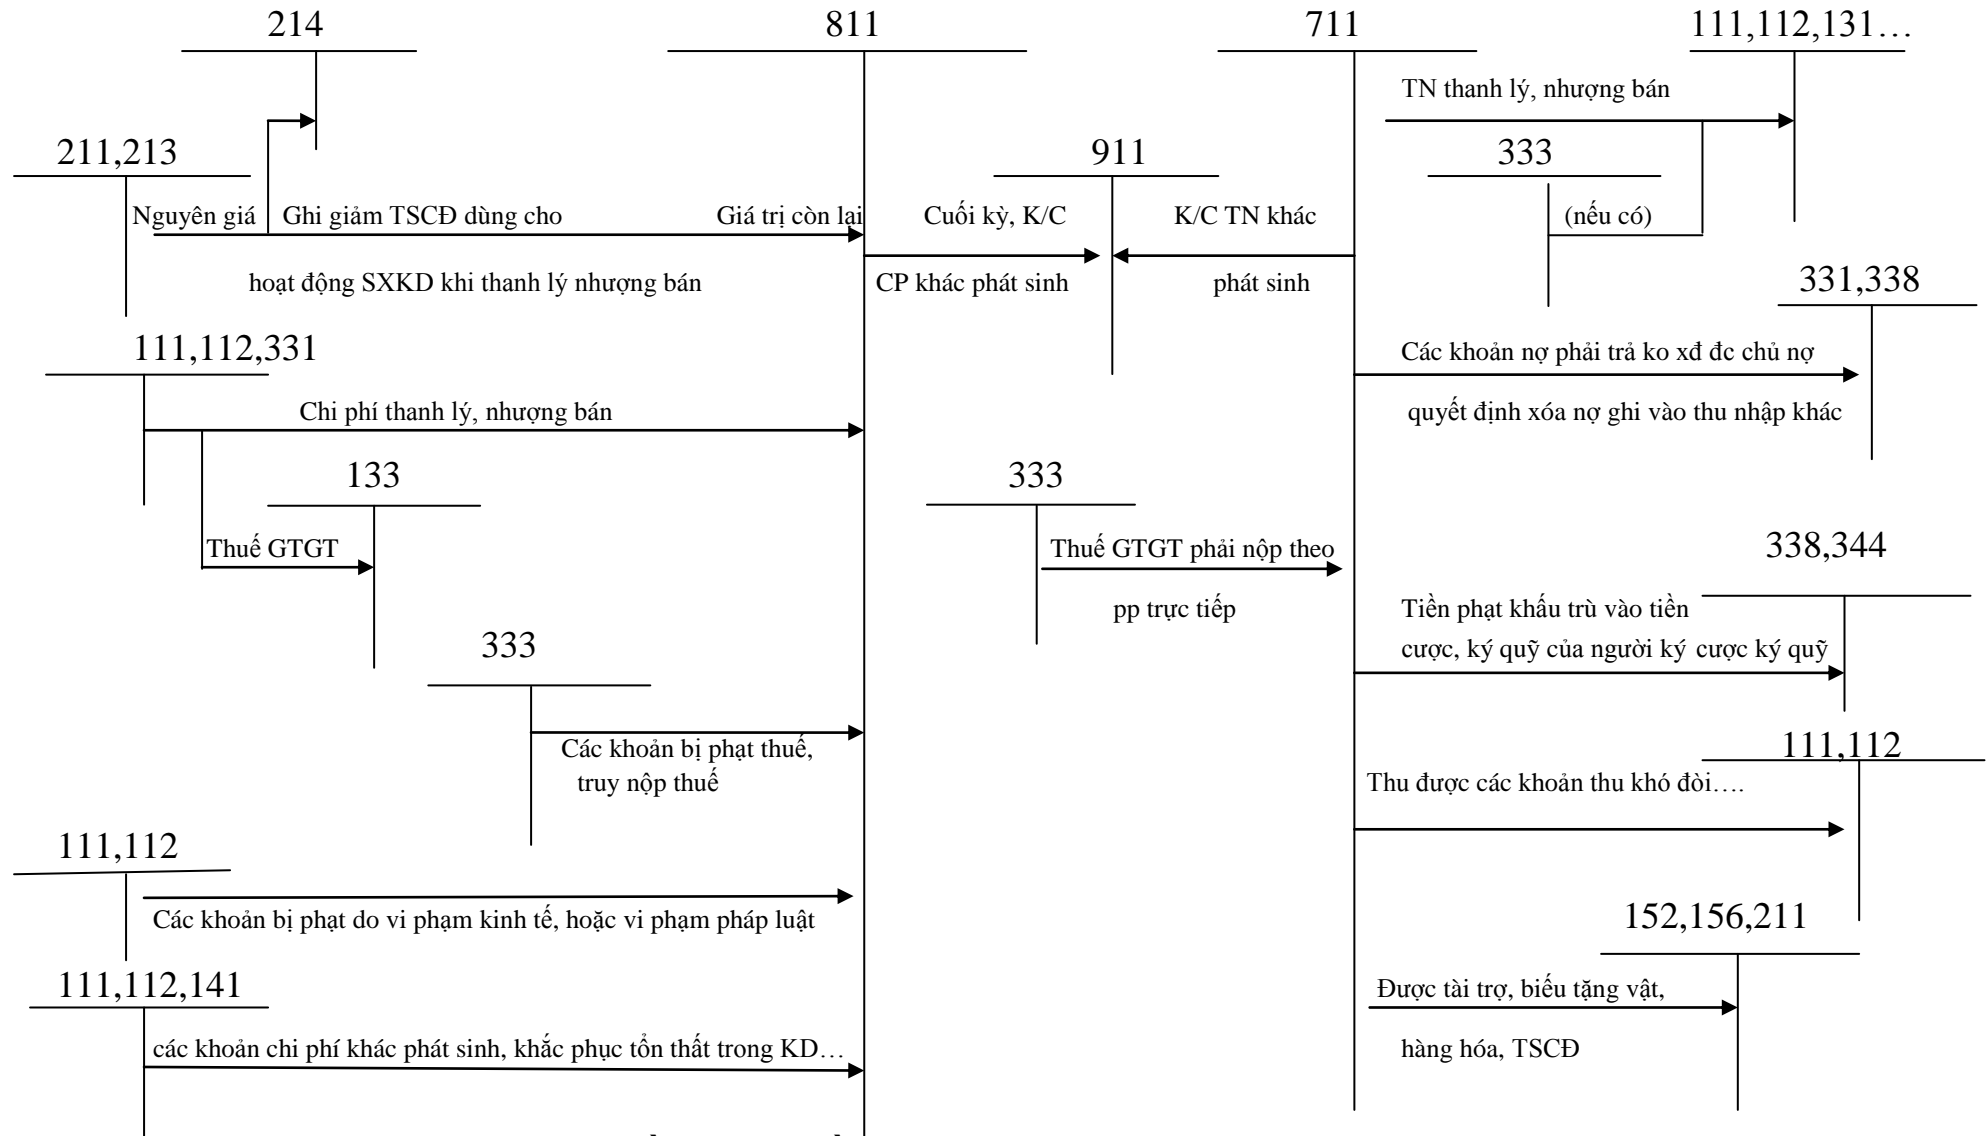 214
811
711
111,112,131…
TN thanh lý, nhượng bán
211,213
911
333
Nguyên giá
Ghi giảm TSCĐ dùng cho
Giá trị còn lại
Cuối kỳ, K/C
K/C TN khác
(nếu có)
hoạt động SXKD khi thanh lý nhượng bán
CP khác phát sinh
phát sinh
331,338
111,112,331
Các khoản nợ phải trả ko xđ đc chủ nợ
Chi phí thanh lý, nhượng bán
quyết định xóa nợ ghi vào thu nhập khác
133
333
Thuế GTGT
Thuế GTGT phải nộp theo
338,344
pp trực tiếp
Tiền phạt khấu trừ vào tiền
333
cược, ký quỹ của người ký cược ký quỹ
Các khoản bị phạt thuế,
111,112
truy nộp thuế
Thu được các khoản thu khó đòi….
111,112
Các khoản bị phạt do vi phạm kinh tế, hoặc vi phạm pháp luật
152,156,211
111,112,141
Được tài trợ, biếu tặng vật,
các khoản chi phí khác phát sinh, khắc phục tổn thất trong KD…
hàng hóa, TSCĐ